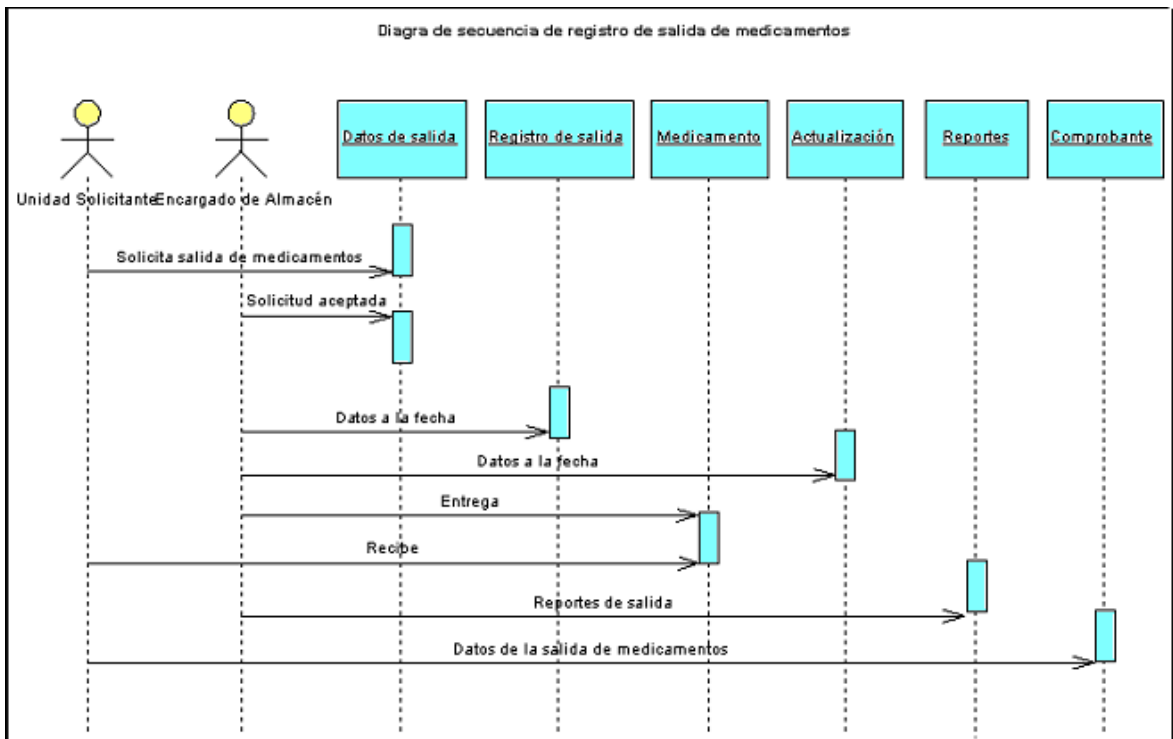 Diagra de secuencia de registro de salida de medicamentos
Datos de salida
Registro de salida
Medicamento
Actualización
Reportes
Comprobante
Unidad Solicitante
Encargado de Almacén
Solicita salida de medicamentos
Solicitud aceptada
Datos a la fecha
Datos a la fecha
Entrega
Recibe
Reportes de salida
Datos de la salida de medicamentos